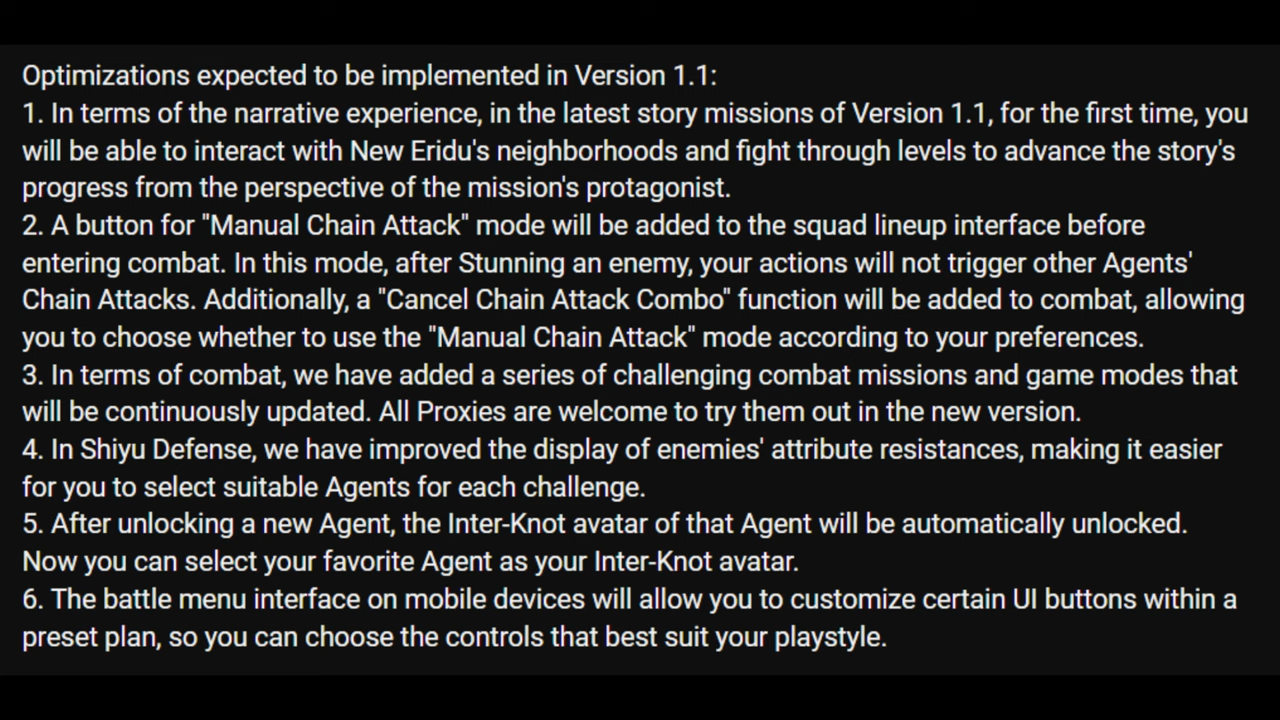 Optimizations expected to be implemented in Version 1.1:
1. In terms of the narrative experience, in the latest story missions of Version 1.1, for the first time, you
will be able to interact with New Eridu's neighborhoods and fight through levels to advance the story's
progress from the perspective of the mission's protagonist.
2. A button for "Manual Chain Attack" mode will be added to the squad lineup interface before
entering combat. In this mode, after Stunning an enemy, your actions will not trigger other Agents'
Chain Attacks. Additionally, a "Cancel Chain Attack Combo" function will be added to combat, allowing
you to choose whether to use the "Manual Chain Attack" mode according to your preferences.
3. In terms of combat, we have added a series of challenging combat missions and game modes that
will be continuously updated. All Proxies are welcome to try them out in the new version.
4. In Shiyu Defense, we have improved the display of enemies' attribute resistances, making it easier
for you to select suitable Agents for each challenge.
5. After unlocking a new Agent, the Inter-Knot avatar of that Agent will be automatically unlocked.
Now you can select your favorite Agent as your Inter-Knot avatar.
6. The battle menu interface on mobile devices will allow you to customize certain UI buttons within a
preset plan, so you can choose the controls that best suit your playstyle.